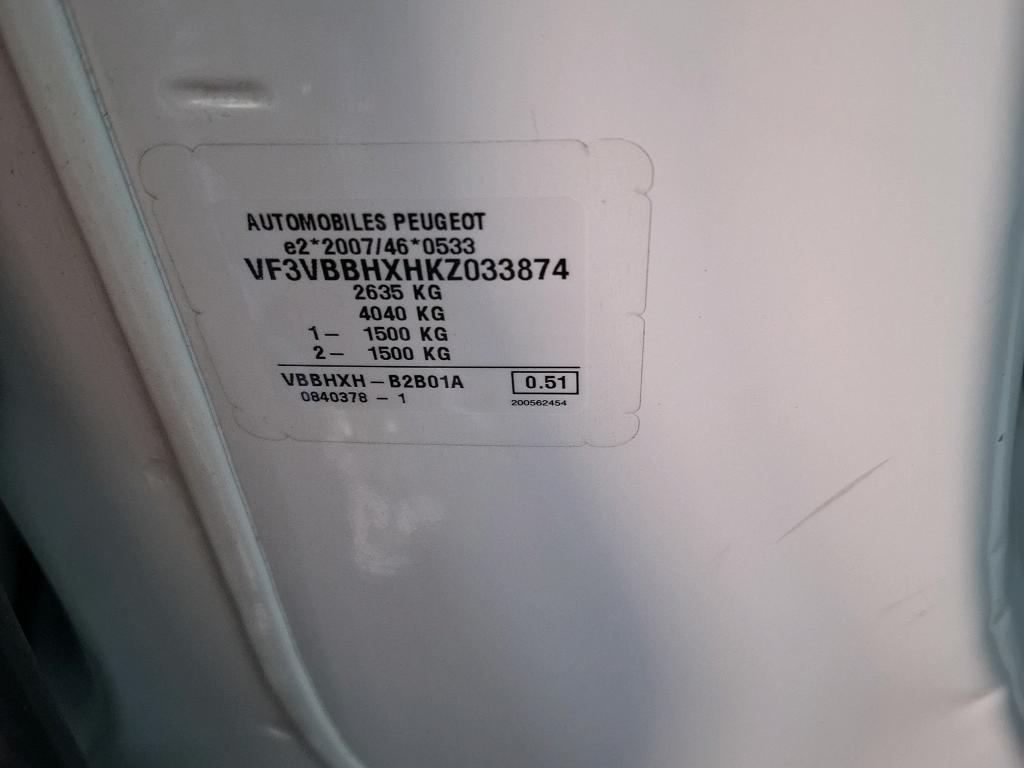 AUTOMOBILES PEUGEOT
e2*2007/46*0533
VF3VBBHXHKZ033874
2635 KG
4040 KG
1– 1500 KG
2– 1500 KG
VBBHXH – B2B01A 0.51
0840378 – 1 200562454